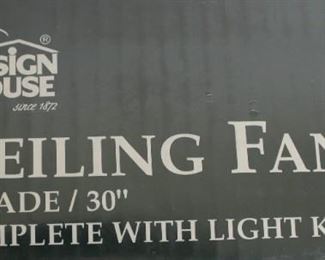 SIGN®
OUSE
since 1872
EILING FAN
ADE / 30"
MPLETE WITH LIGHT K